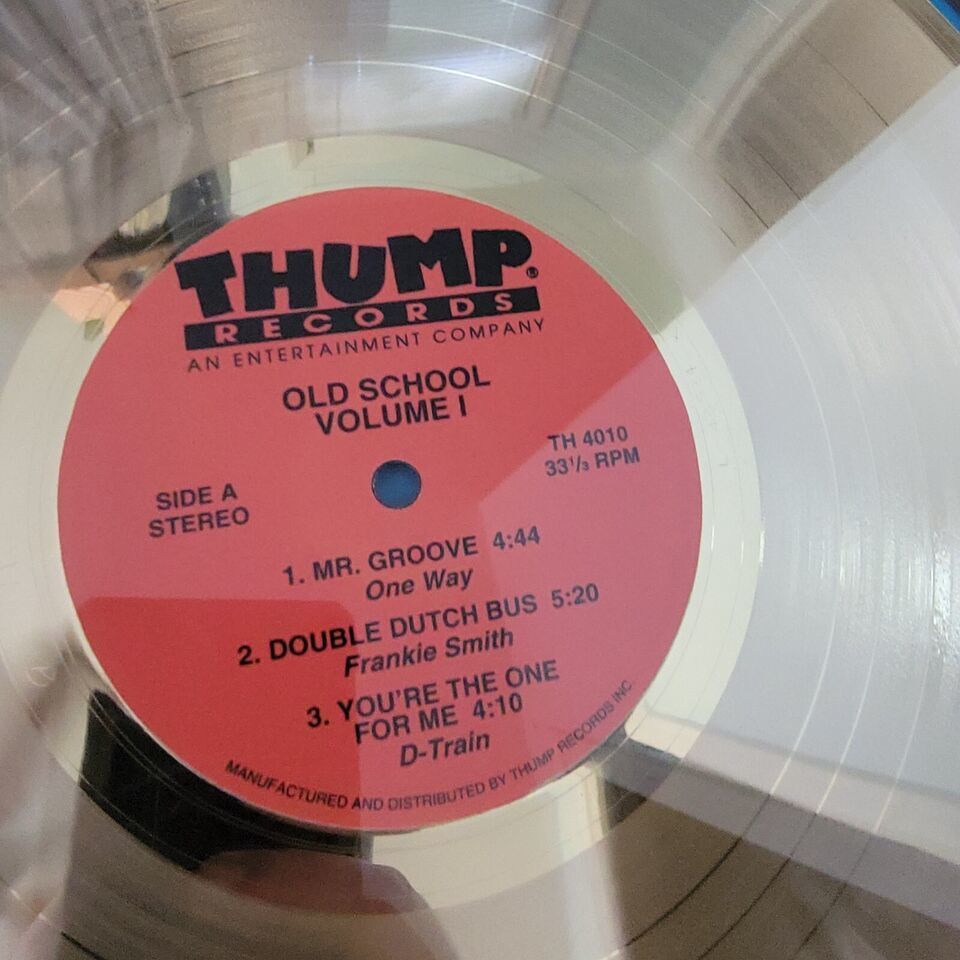 THUMP®
RECORDS
AN ENTERTAINMENT COMPANY
OLD SCHOOL
VOLUME I
TH 4010
33⅓ RPM
SIDE A
STEREO
1. MR. GROOVE 4:44
One Way
2. DOUBLE DUTCH BUS 5:20
Frankie Smith
3. YOU'RE THE ONE
FOR ME 4:10
D-Train
MANUFACTURED AND DISTRIBUTED BY THUMP RECORDS INC.